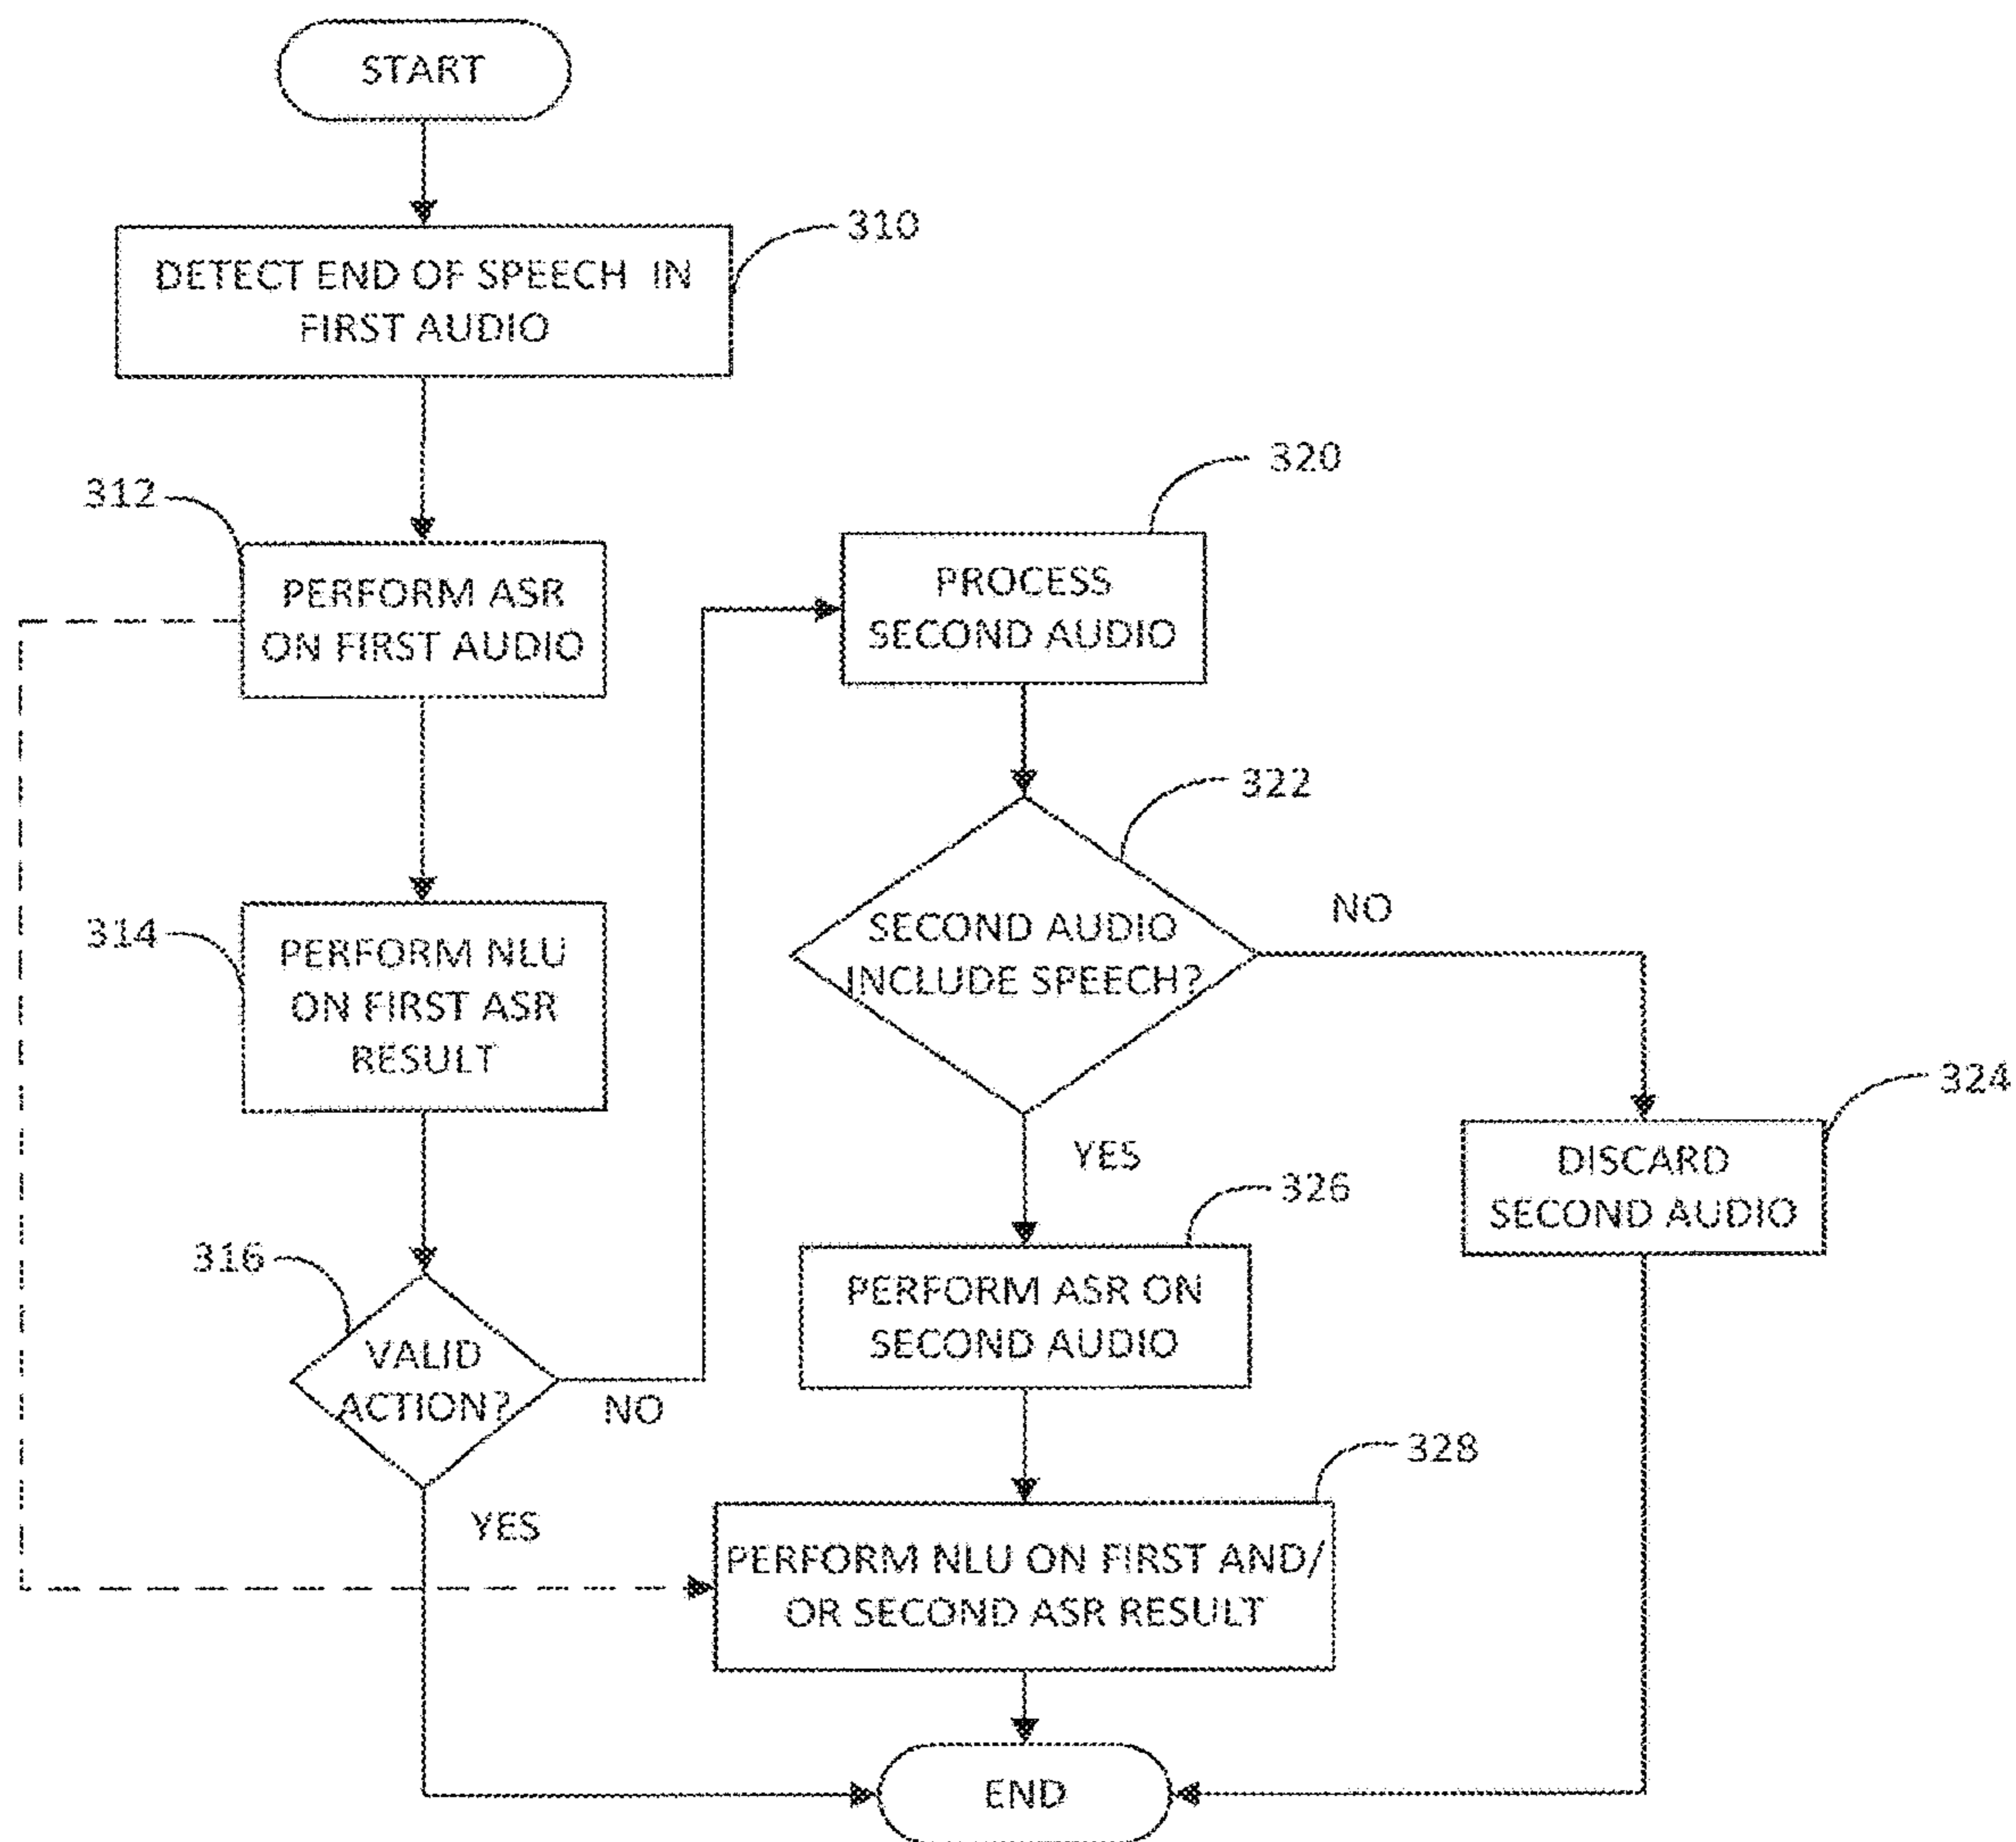 START
310
DETECT END OF SPEECH IN
FIRST AUDIO
312
PERFORM ASR
ON FIRST AUDIO
314
PERFORM NLU
ON FIRST ASR
RESULT
316
VALID
ACTION?
NO
YES
320
PROCESS
SECOND AUDIO
322
SECOND AUDIO
INCLUDE SPEECH?
NO
YES
324
DISCARD
SECOND AUDIO
326
PERFORM ASR ON
SECOND AUDIO
328
PERFORM NLU ON FIRST AND/
OR SECOND ASR RESULT
END